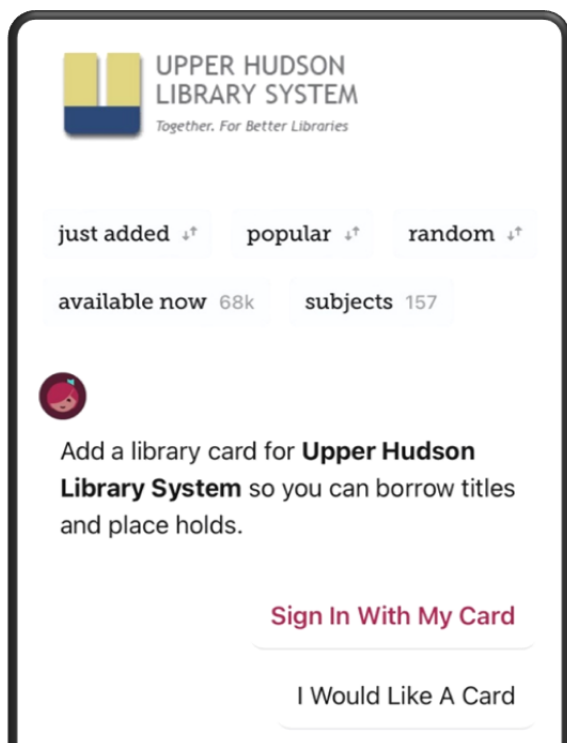 UPPER HUDSON
LIBRARY SYSTEM
Together. For Better Libraries
just added ↓↑ popular ↓↑ random ↓↑
available now 68k subjects 157
Add a library card for Upper Hudson
Library System so you can borrow titles
and place holds.
Sign In With My Card
I Would Like A Card